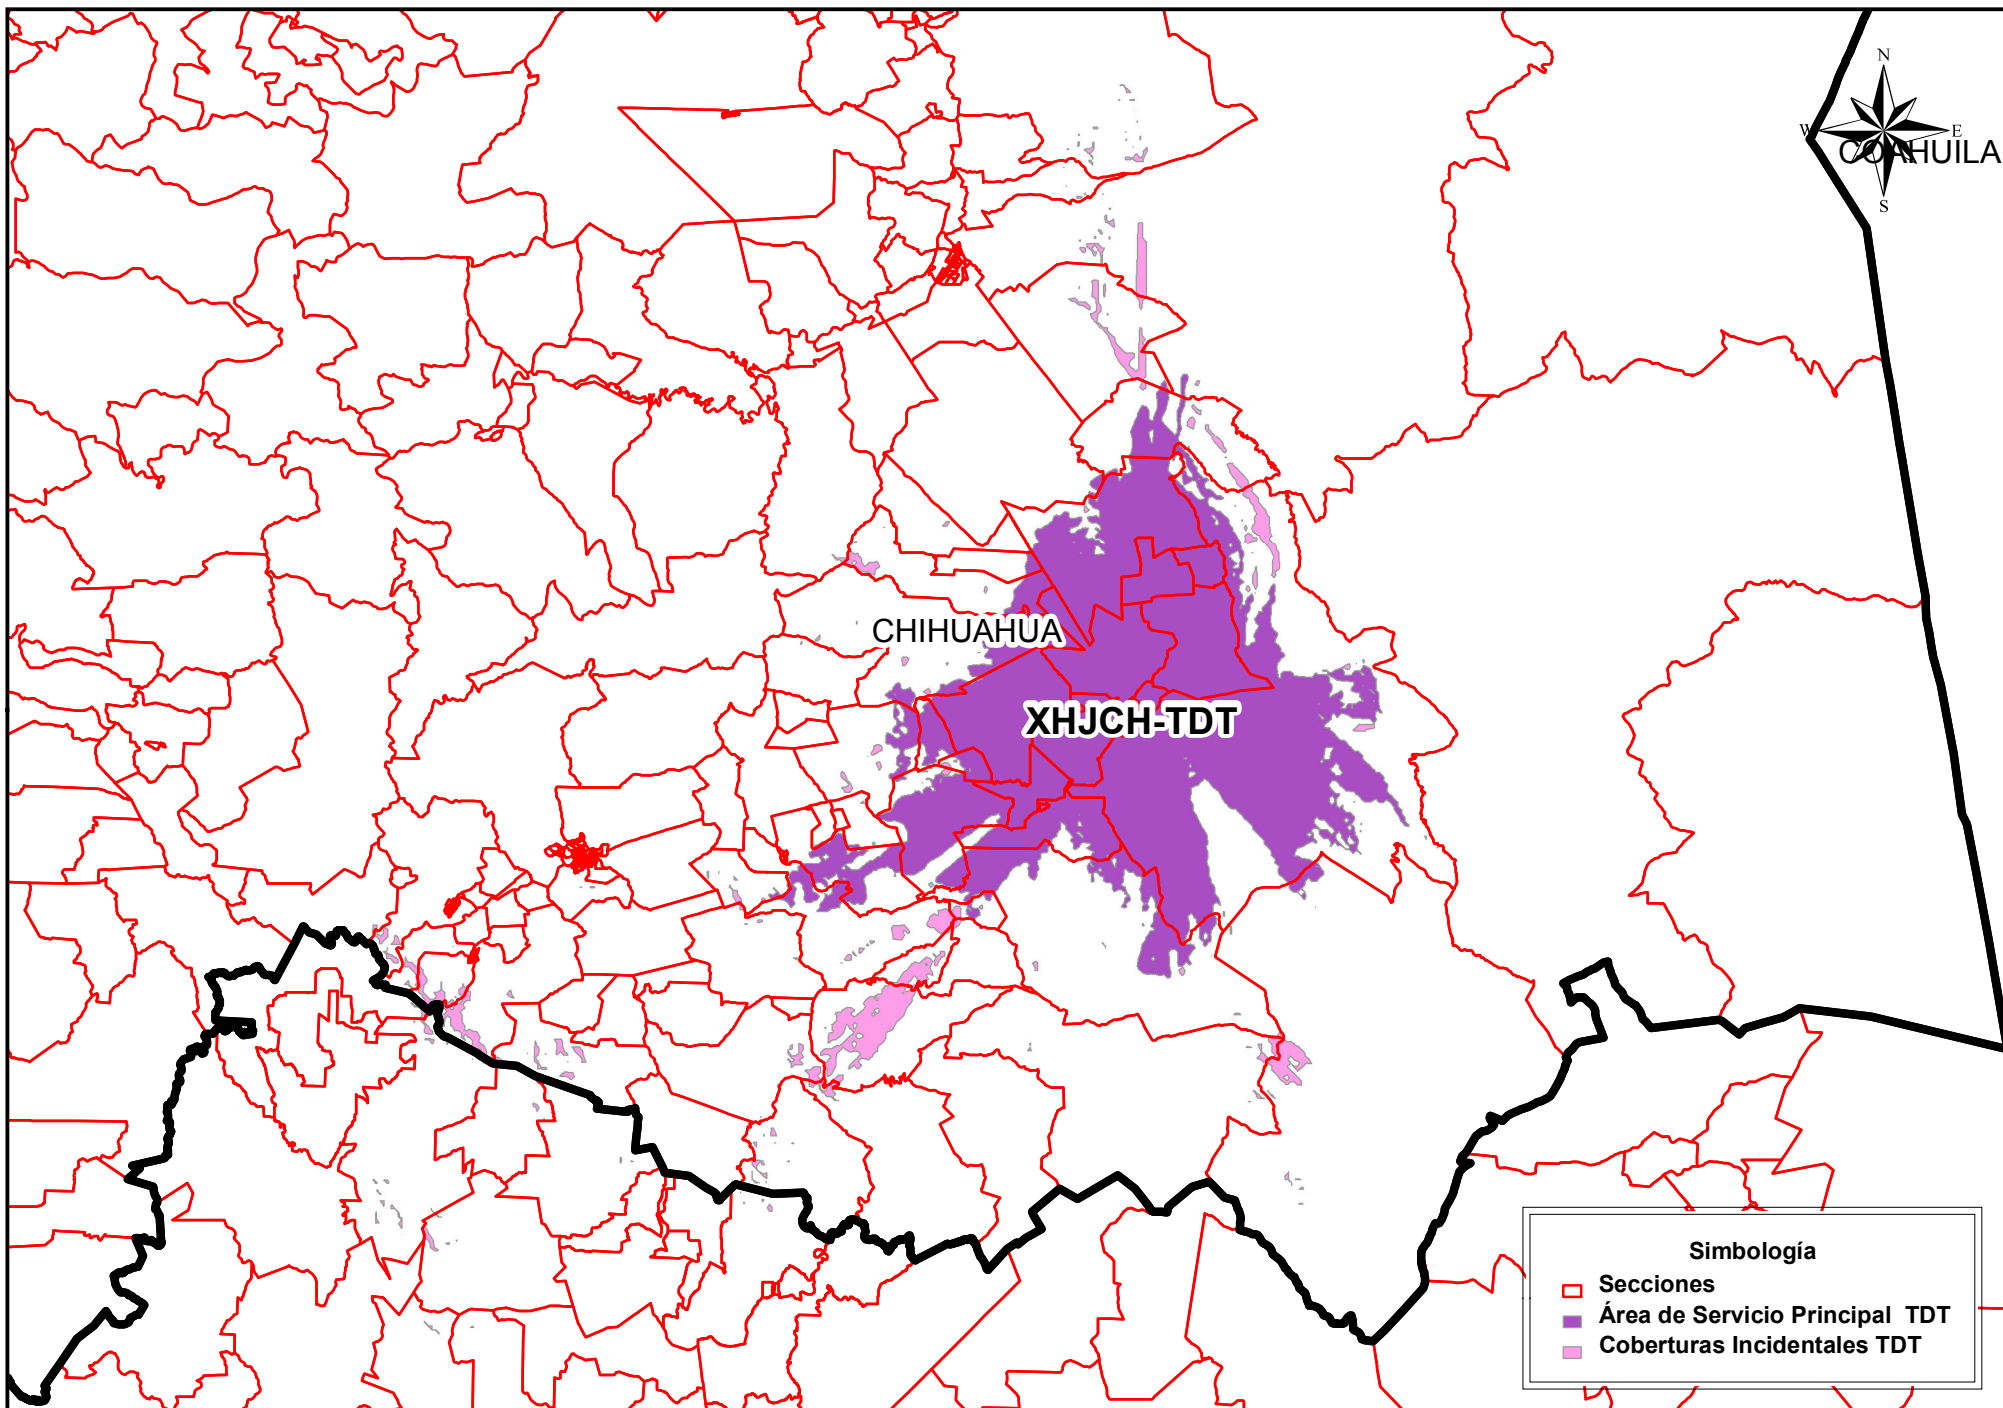 N
W E
COAHUILA
S
CHIHUAHUA
XHJCH-TDT
Simbología
Secciones
Área de Servicio Principal TDT
Coberturas Incidentales TDT